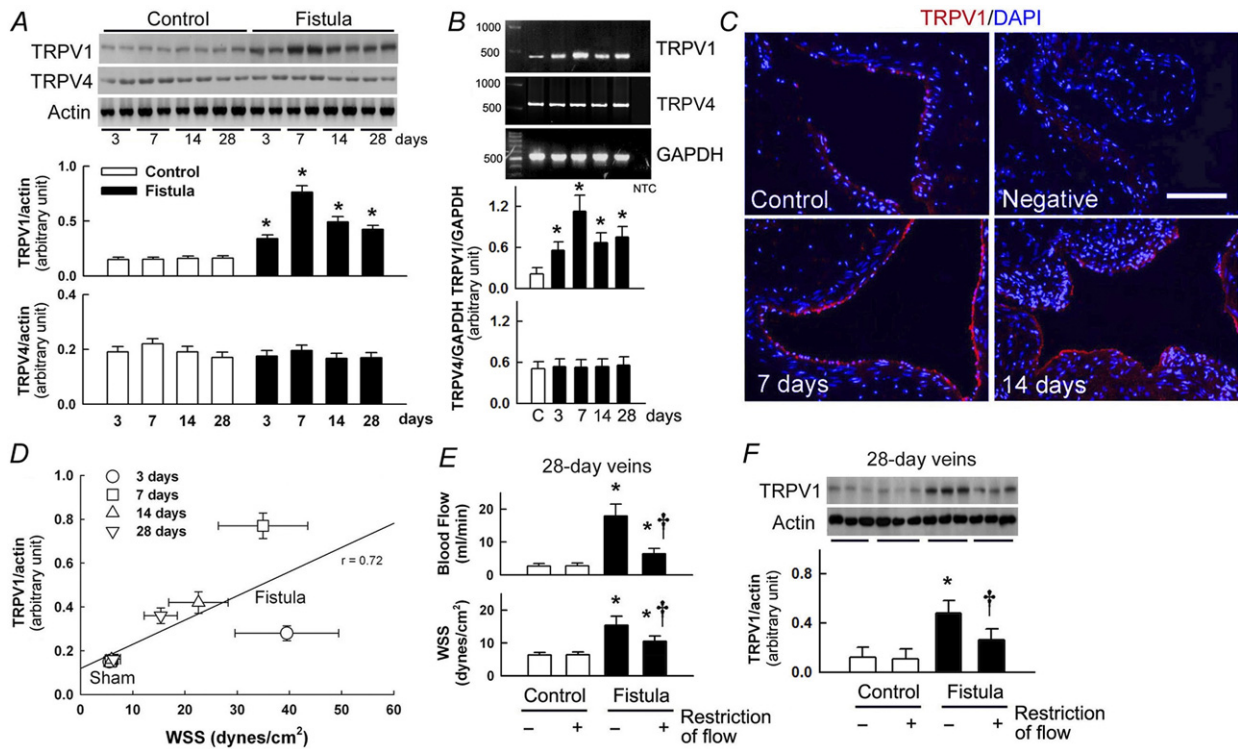 A
Control Fistula
TRPV1
TRPV4
Actin
3 7 14 28 3 7 14 28 days
TRPV1/actin
(arbitrary unit)
1.0
0.5
0.0
Control
Fistula
* * * *
TRPV4/actin
(arbitrary unit)
0.4
0.2
0.0
3 7 14 28 3 7 14 28
B
1000
500
TRPV1
1000
500
TRPV4
500
GAPDH
NTC
TRPV4/GAPDH TRPV1/GAPDH
(arbitrary unit)
1.2
0.6
0.0
* * * *
1.2
0.6
0.0
C 3 7 14 28 days
C
TRPV1/DAPI
Control
Negative
7 days
14 days
D
3 days
7 days
14 days
28 days
TRPV1/actin
(arbitrary unit)
1.0
0.8
0.6
0.4
0.2
0.0
r = 0.72
Fistula
Sham
0 10 20 30 40 50 60
WSS (dynes/cm²)
E
28-day veins
Blood Flow
(ml/min)
20
10
0
* * †
WSS
(dynes/cm²)
20
10
0
* * †
Control Fistula
– + – + Restriction
of flow
F
28-day veins
TRPV1
Actin
TRPV1/actin
(arbitrary unit)
0.8
0.4
0.0
* †
Control Fistula
– + – + Restriction
of flow